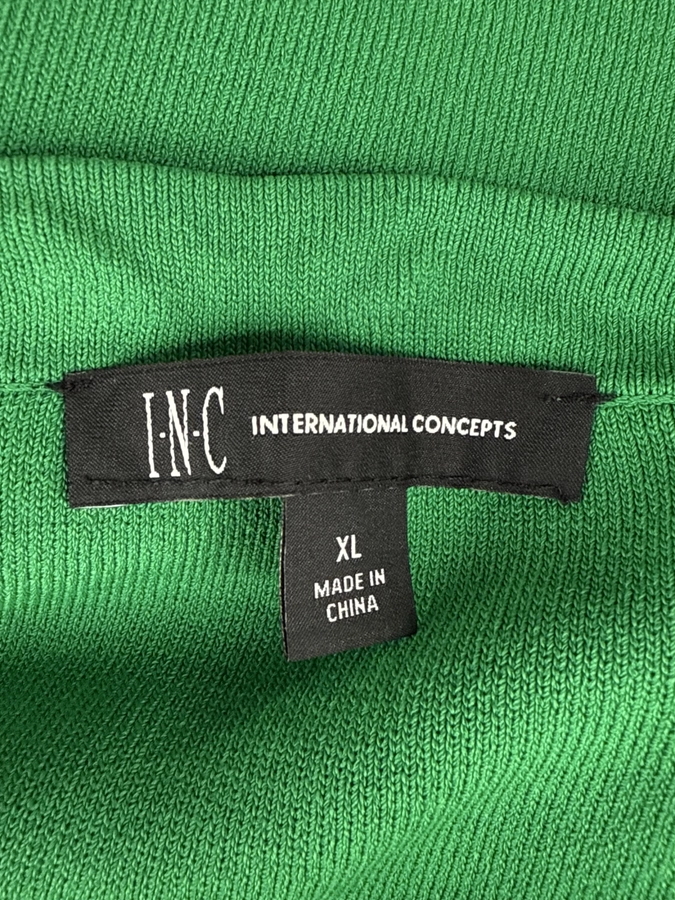 I·N·C INTERNATIONAL CONCEPTS
XL
MADE IN
CHINA